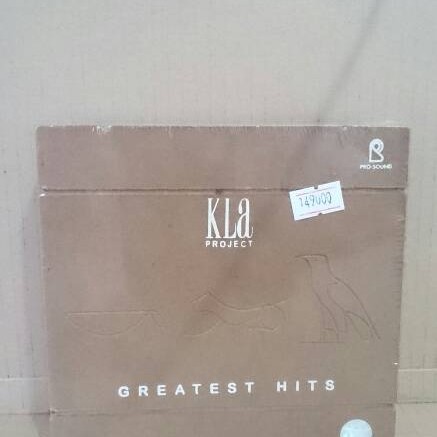 PRO-SOUND
149000
KLa
PROJECT
GREATEST HITS